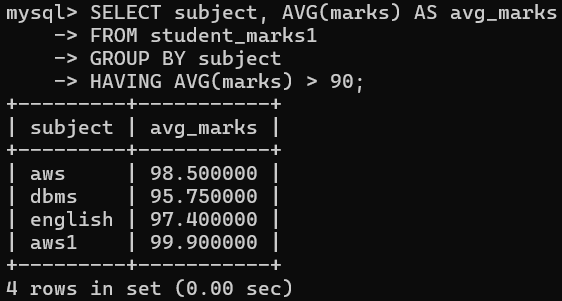 mysql> SELECT subject, AVG(marks) AS avg_marks
    -> FROM student_marks1
    -> GROUP BY subject
    -> HAVING AVG(marks) > 90;
+---------+-----------+
| subject | avg_marks |
+---------+-----------+
| aws     | 98.500000 |
| dbms    | 95.750000 |
| english | 97.400000 |
| aws1    | 99.900000 |
+---------+-----------+
4 rows in set (0.00 sec)